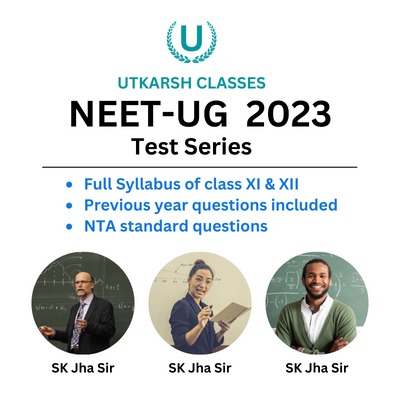 U
UTKARSH CLASSES
NEET-UG 2023
Test Series
• Full Syllabus of class XI & XII
• Previous year questions included
• NTA standard questions
SK Jha Sir SK Jha Sir SK Jha Sir